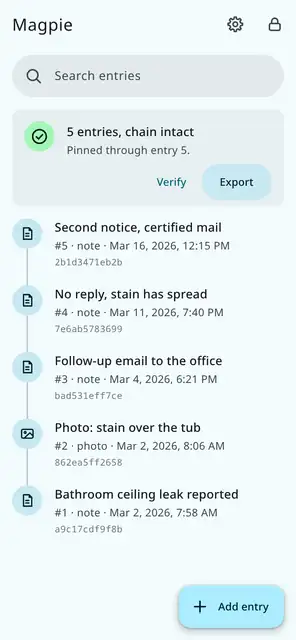 Magpie
Search entries
5 entries, chain intact
Pinned through entry 5.
Verify
Export
Second notice, certified mail
#5 · note · Mar 16, 2026, 12:15 PM
2b1d3471eb2b
No reply, stain has spread
#4 · note · Mar 11, 2026, 7:40 PM
7e6ab5783699
Follow-up email to the office
#3 · note · Mar 4, 2026, 6:21 PM
bad531eff7ce
Photo: stain over the tub
#2 · photo · Mar 2, 2026, 8:06 AM
862ea5ff2658
Bathroom ceiling leak reported
#1 · note · Mar 2, 2026, 7:58 AM
a9c17cdf9f8b
Add entry